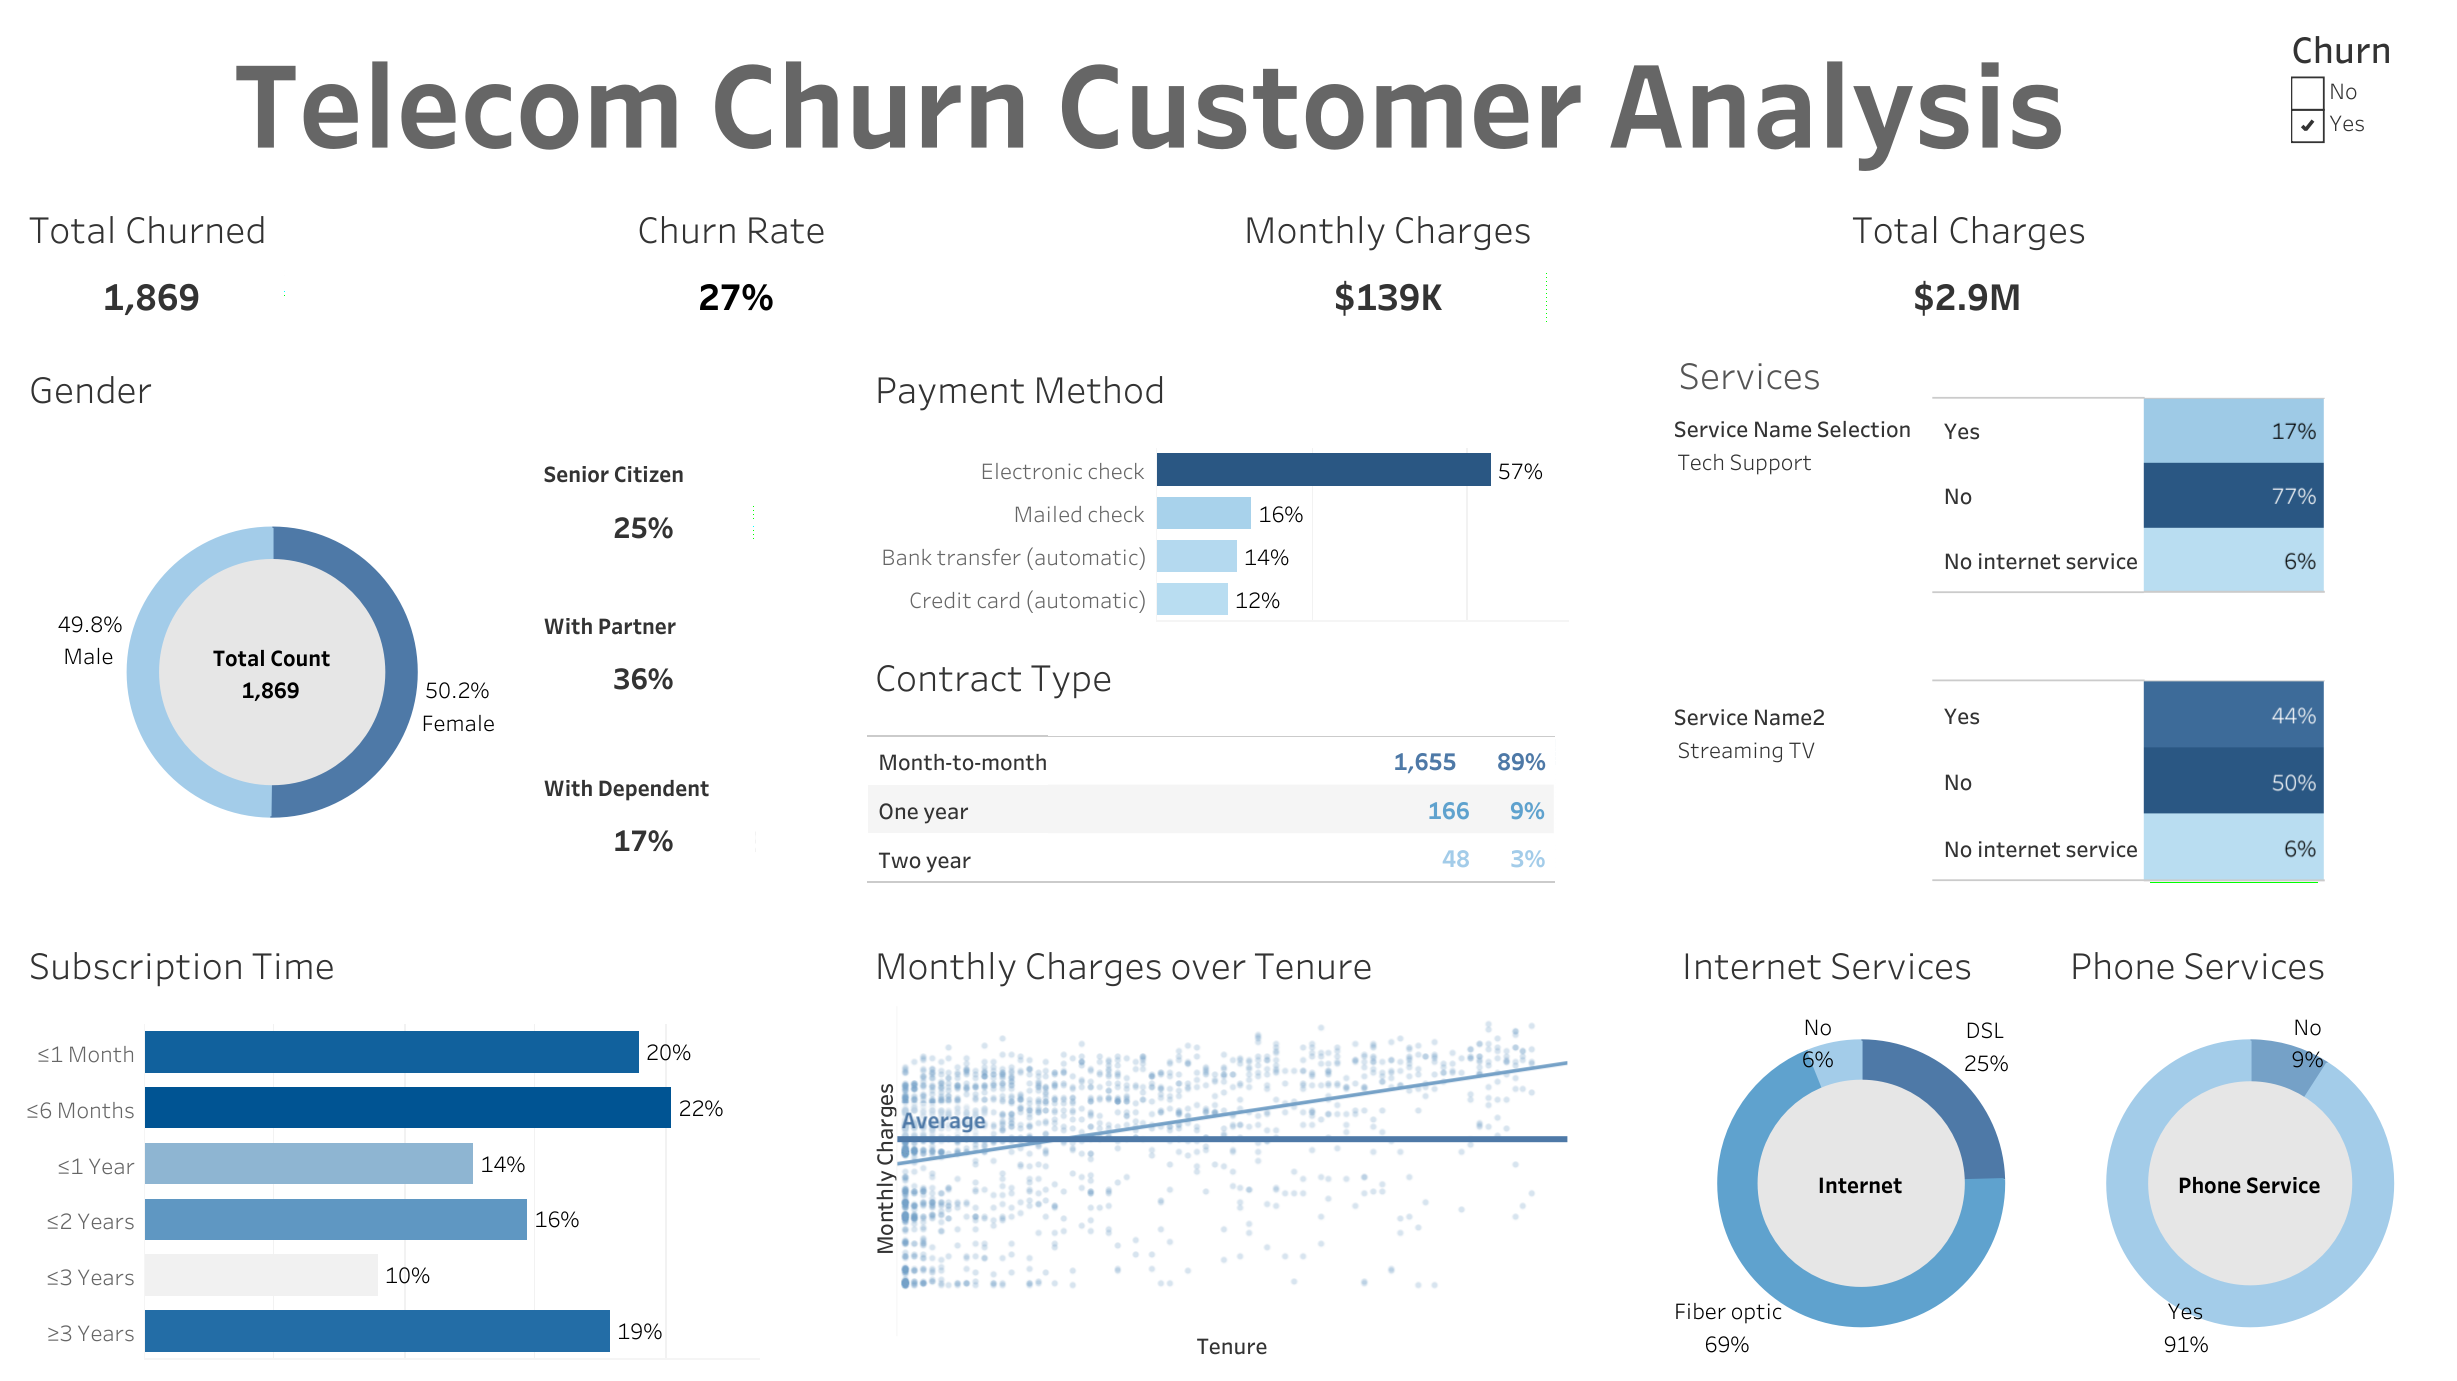 Telecom Churn Customer Analysis
Churn
No
Yes
Total Churned
1,869
Churn Rate
27%
Monthly Charges
$139K
Total Charges
$2.9M
Gender
49.8%
Male
Total Count
1,869
50.2%
Female
Senior Citizen
25%
With Partner
36%
With Dependent
17%
Payment Method
Electronic check 57%
Mailed check 16%
Bank transfer (automatic) 14%
Credit card (automatic) 12%
Contract Type
Month-to-month 1,655 89%
One year 166 9%
Two year 48 3%
Services
Service Name Selection
Tech Support
Yes 17%
No 77%
No internet service 6%
Service Name2
Streaming TV
Yes 44%
No 50%
No internet service 6%
Subscription Time
≤1 Month 20%
≤6 Months 22%
≤1 Year 14%
≤2 Years 16%
≤3 Years 10%
≥3 Years 19%
Monthly Charges over Tenure
Monthly Charges
Average
Tenure
Internet Services
No
6%
DSL
25%
Internet
Fiber optic
69%
Phone Services
No
9%
Phone Service
Yes
91%